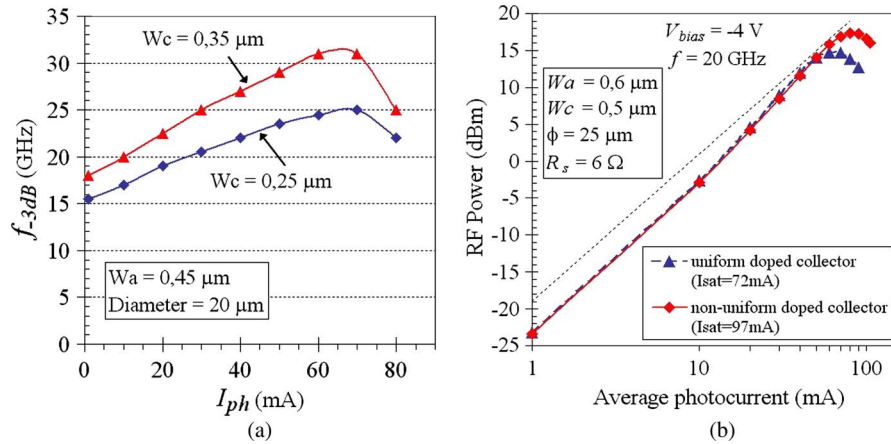 35
30
25
20
15
10
5
0
f-3dB (GHz)
Wc = 0,35 µm
Wc = 0,25 µm
Wa = 0,45 µm
Diameter = 20 µm
0 20 40 60 80 100
Iph (mA)
(a)
20
15
10
5
0
-5
-10
-15
-20
-25
RF Power (dBm)
Vbias = -4 V
f = 20 GHz
Wa = 0,6 µm
Wc = 0,5 µm
ϕ = 25 µm
Rs = 6 Ω
uniform doped collector
(Isat=72mA)
non-uniform doped collector
(Isat=97mA)
1 10 100
Average photocurrent (mA)
(b)